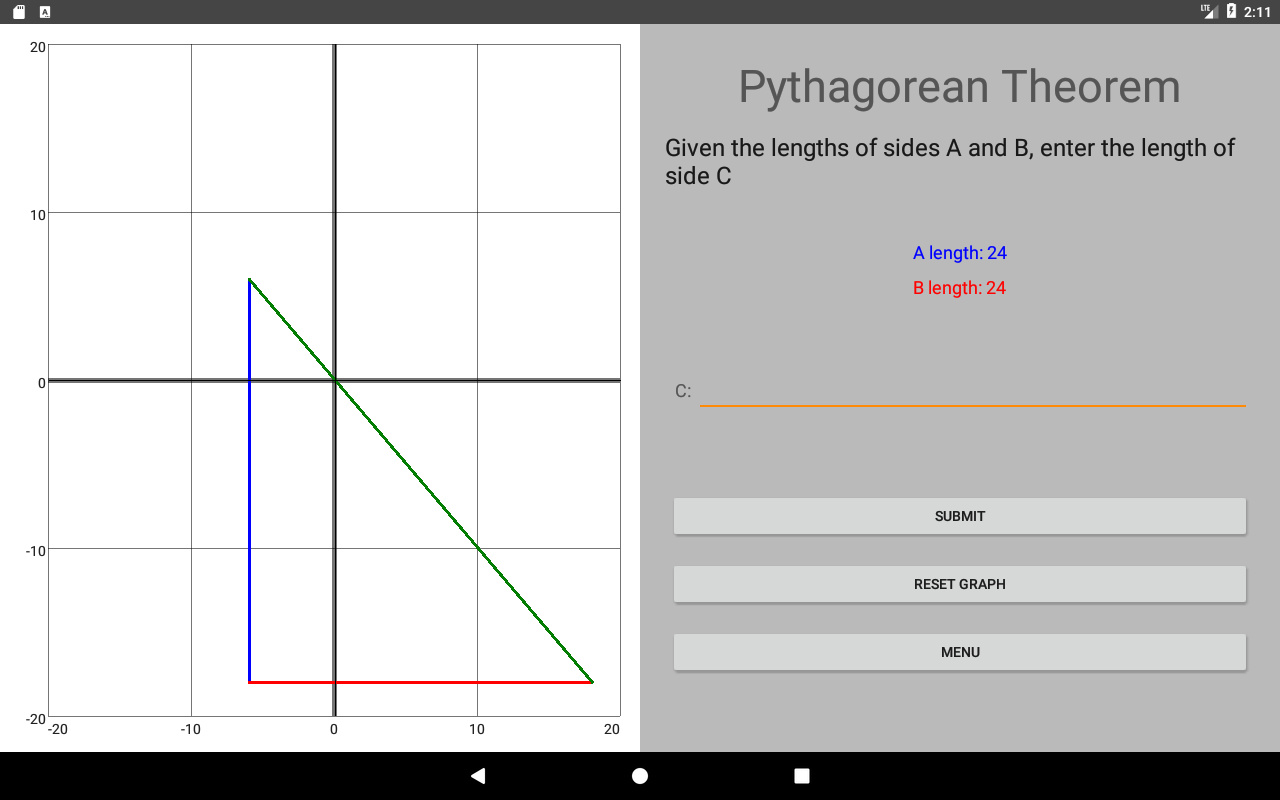 LTE 2:11
20
10
0
-10
-20
-20 -10 0 10 20
Pythagorean Theorem
Given the lengths of sides A and B, enter the length of
side C
A length: 24
B length: 24
C:
SUBMIT
RESET GRAPH
MENU